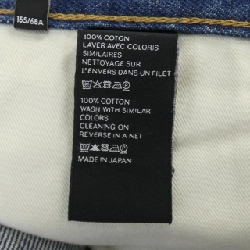 155/66A
100% COTON
LAVER AVEC COLORIS
SIMILAIRES
NETTOYAGE SUR
L'ENVERS DANS UN FILET
100% COTTON
WASH WITH SIMILAR
COLORS
CLEANING ON
REVERSE IN A NET
MADE IN JAPAN